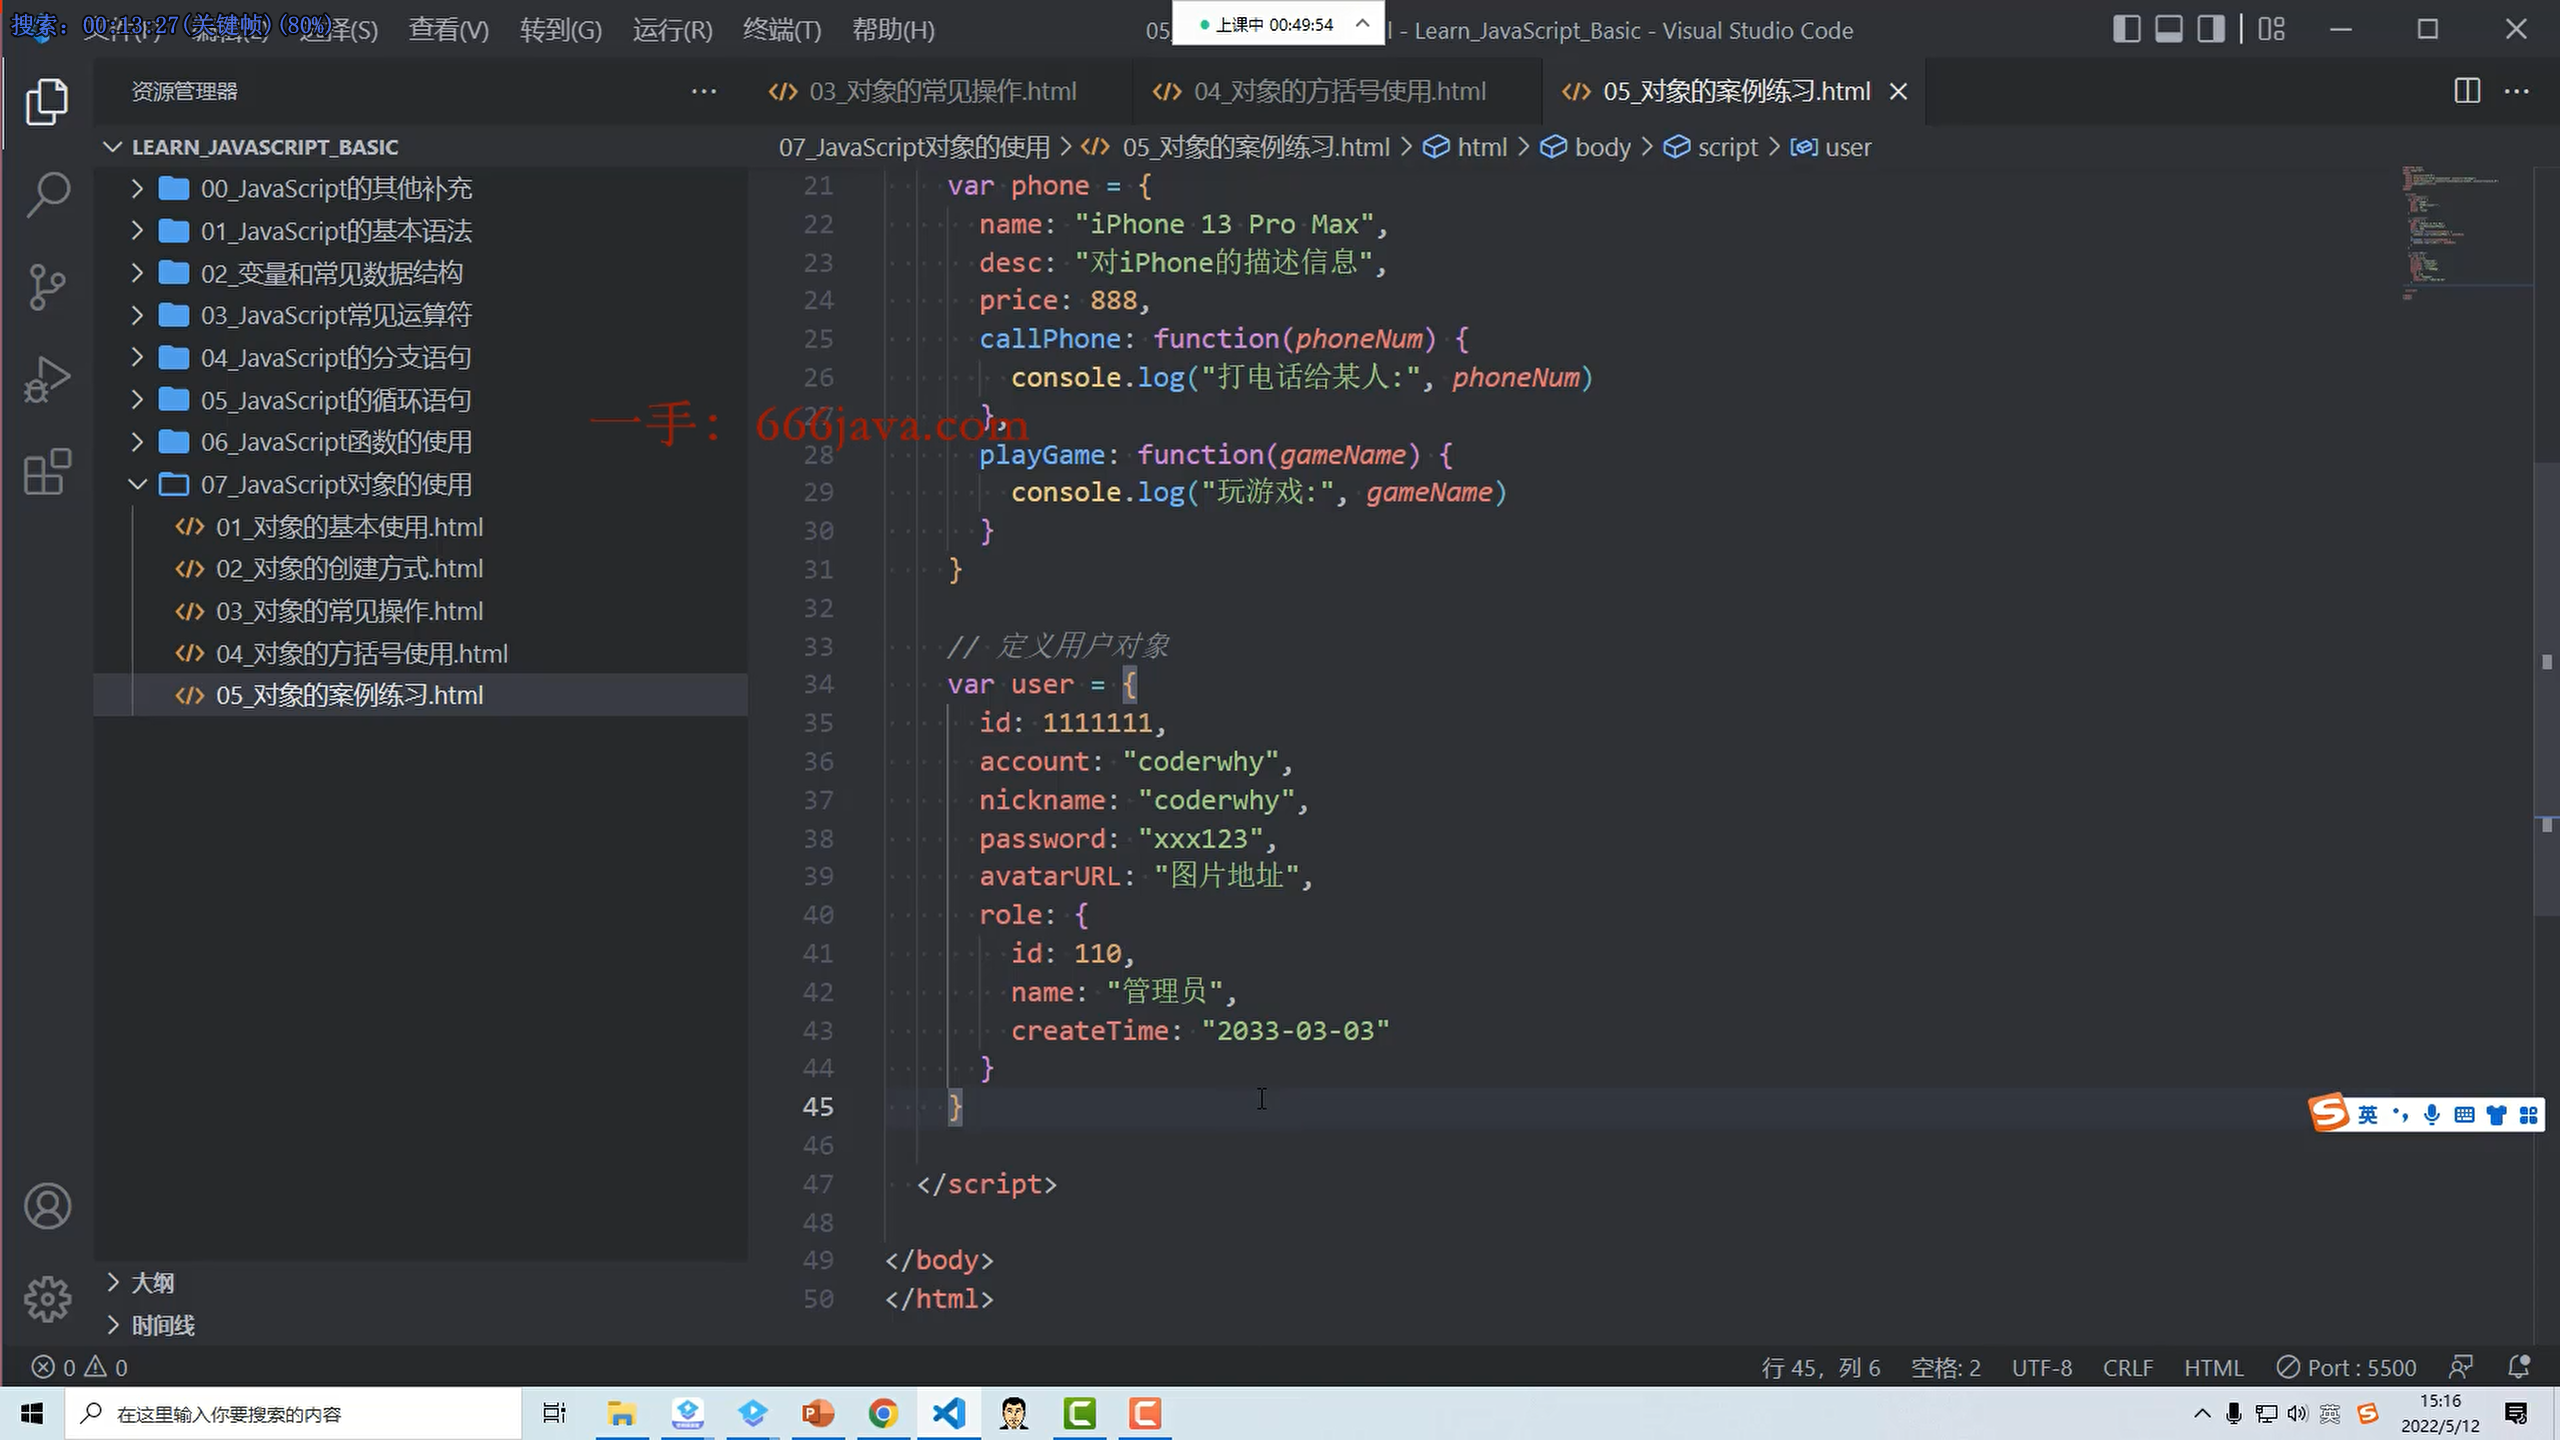 搜索: 00:13:27(关键帧)(80%)
选择(S) 查看(V) 转到(G) 运行(R) 终端(T) 帮助(H)
上课中 00:49:54
- Learn_JavaScript_Basic - Visual Studio Code
资源管理器
03_对象的常见操作.html
04_对象的方括号使用.html
05_对象的案例练习.html
LEARN_JAVASCRIPT_BASIC
07_JavaScript对象的使用 > 05_对象的案例练习.html > html > body > script > user
00_JavaScript的其他补充
01_JavaScript的基本语法
02_变量和常见数据结构
03_JavaScript常见运算符
04_JavaScript的分支语句
05_JavaScript的循环语句
06_JavaScript函数的使用
07_JavaScript对象的使用
01_对象的基本使用.html
02_对象的创建方式.html
03_对象的常见操作.html
04_对象的方括号使用.html
05_对象的案例练习.html
大纲
时间线
21 var phone = {
22 name: "iPhone 13 Pro Max",
23 desc: "对iPhone的描述信息",
24 price: 888,
25 callPhone: function(phoneNum) {
26 console.log("打电话给某人:", phoneNum)
27 },
一手：666java.com
28 playGame: function(gameName) {
29 console.log("玩游戏:", gameName)
30 }
31 }
32
33 // 定义用户对象
34 var user = {
35 id: 1111111,
36 account: "coderwhy",
37 nickname: "coderwhy",
38 password: "xxx123",
39 avatarURL: "图片地址",
40 role: {
41 id: 110,
42 name: "管理员",
43 createTime: "2033-03-03"
44 }
45 }
46
47 </script>
48
49 </body>
50 </html>
英
0 0
行 45，列 6 空格: 2 UTF-8 CRLF HTML Port : 5500
在这里输入你要搜索的内容
英
15:16
2022/5/12